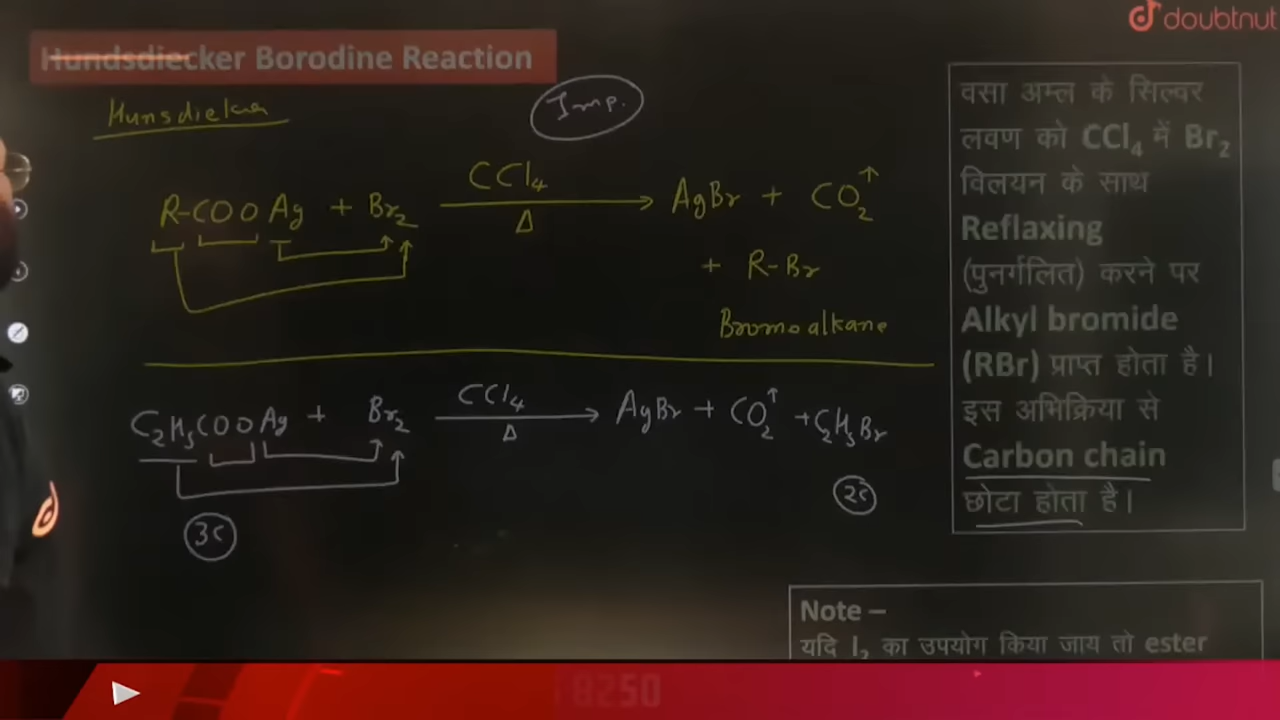 doubtnut
Hundsdiecker Borodine Reaction
Hunsdieker
Imp.
R-COOAg + Br₂ CCl₄ Δ → AgBr + CO₂↑
+ R-Br
Bromoalkane
C₂H₅COOAg + Br₂ CCl₄ Δ → AgBr + CO₂↑ + C₂H₅Br
3C
2C
वसा अम्ल के सिल्वर
लवण को CCl₄ में Br₂
विलयन के साथ
Reflaxing
(पुनर्गलित) करने पर
Alkyl bromide
(RBr) प्राप्त होता है।
इस अभिक्रिया से
Carbon chain
छोटा होता है।
Note –
यदि I₂ का उपयोग किया जाय तो ester